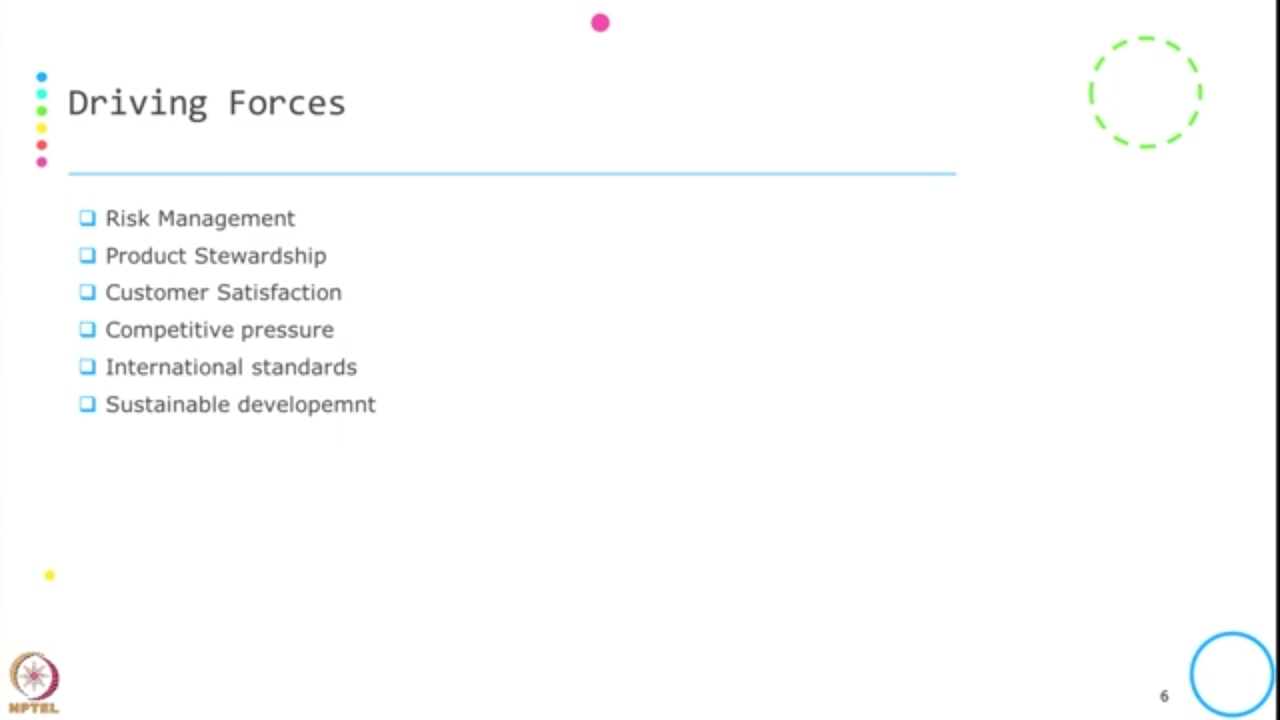 Driving Forces
Risk Management
Product Stewardship
Customer Satisfaction
Competitive pressure
International standards
Sustainable developemnt
NPTEL
6